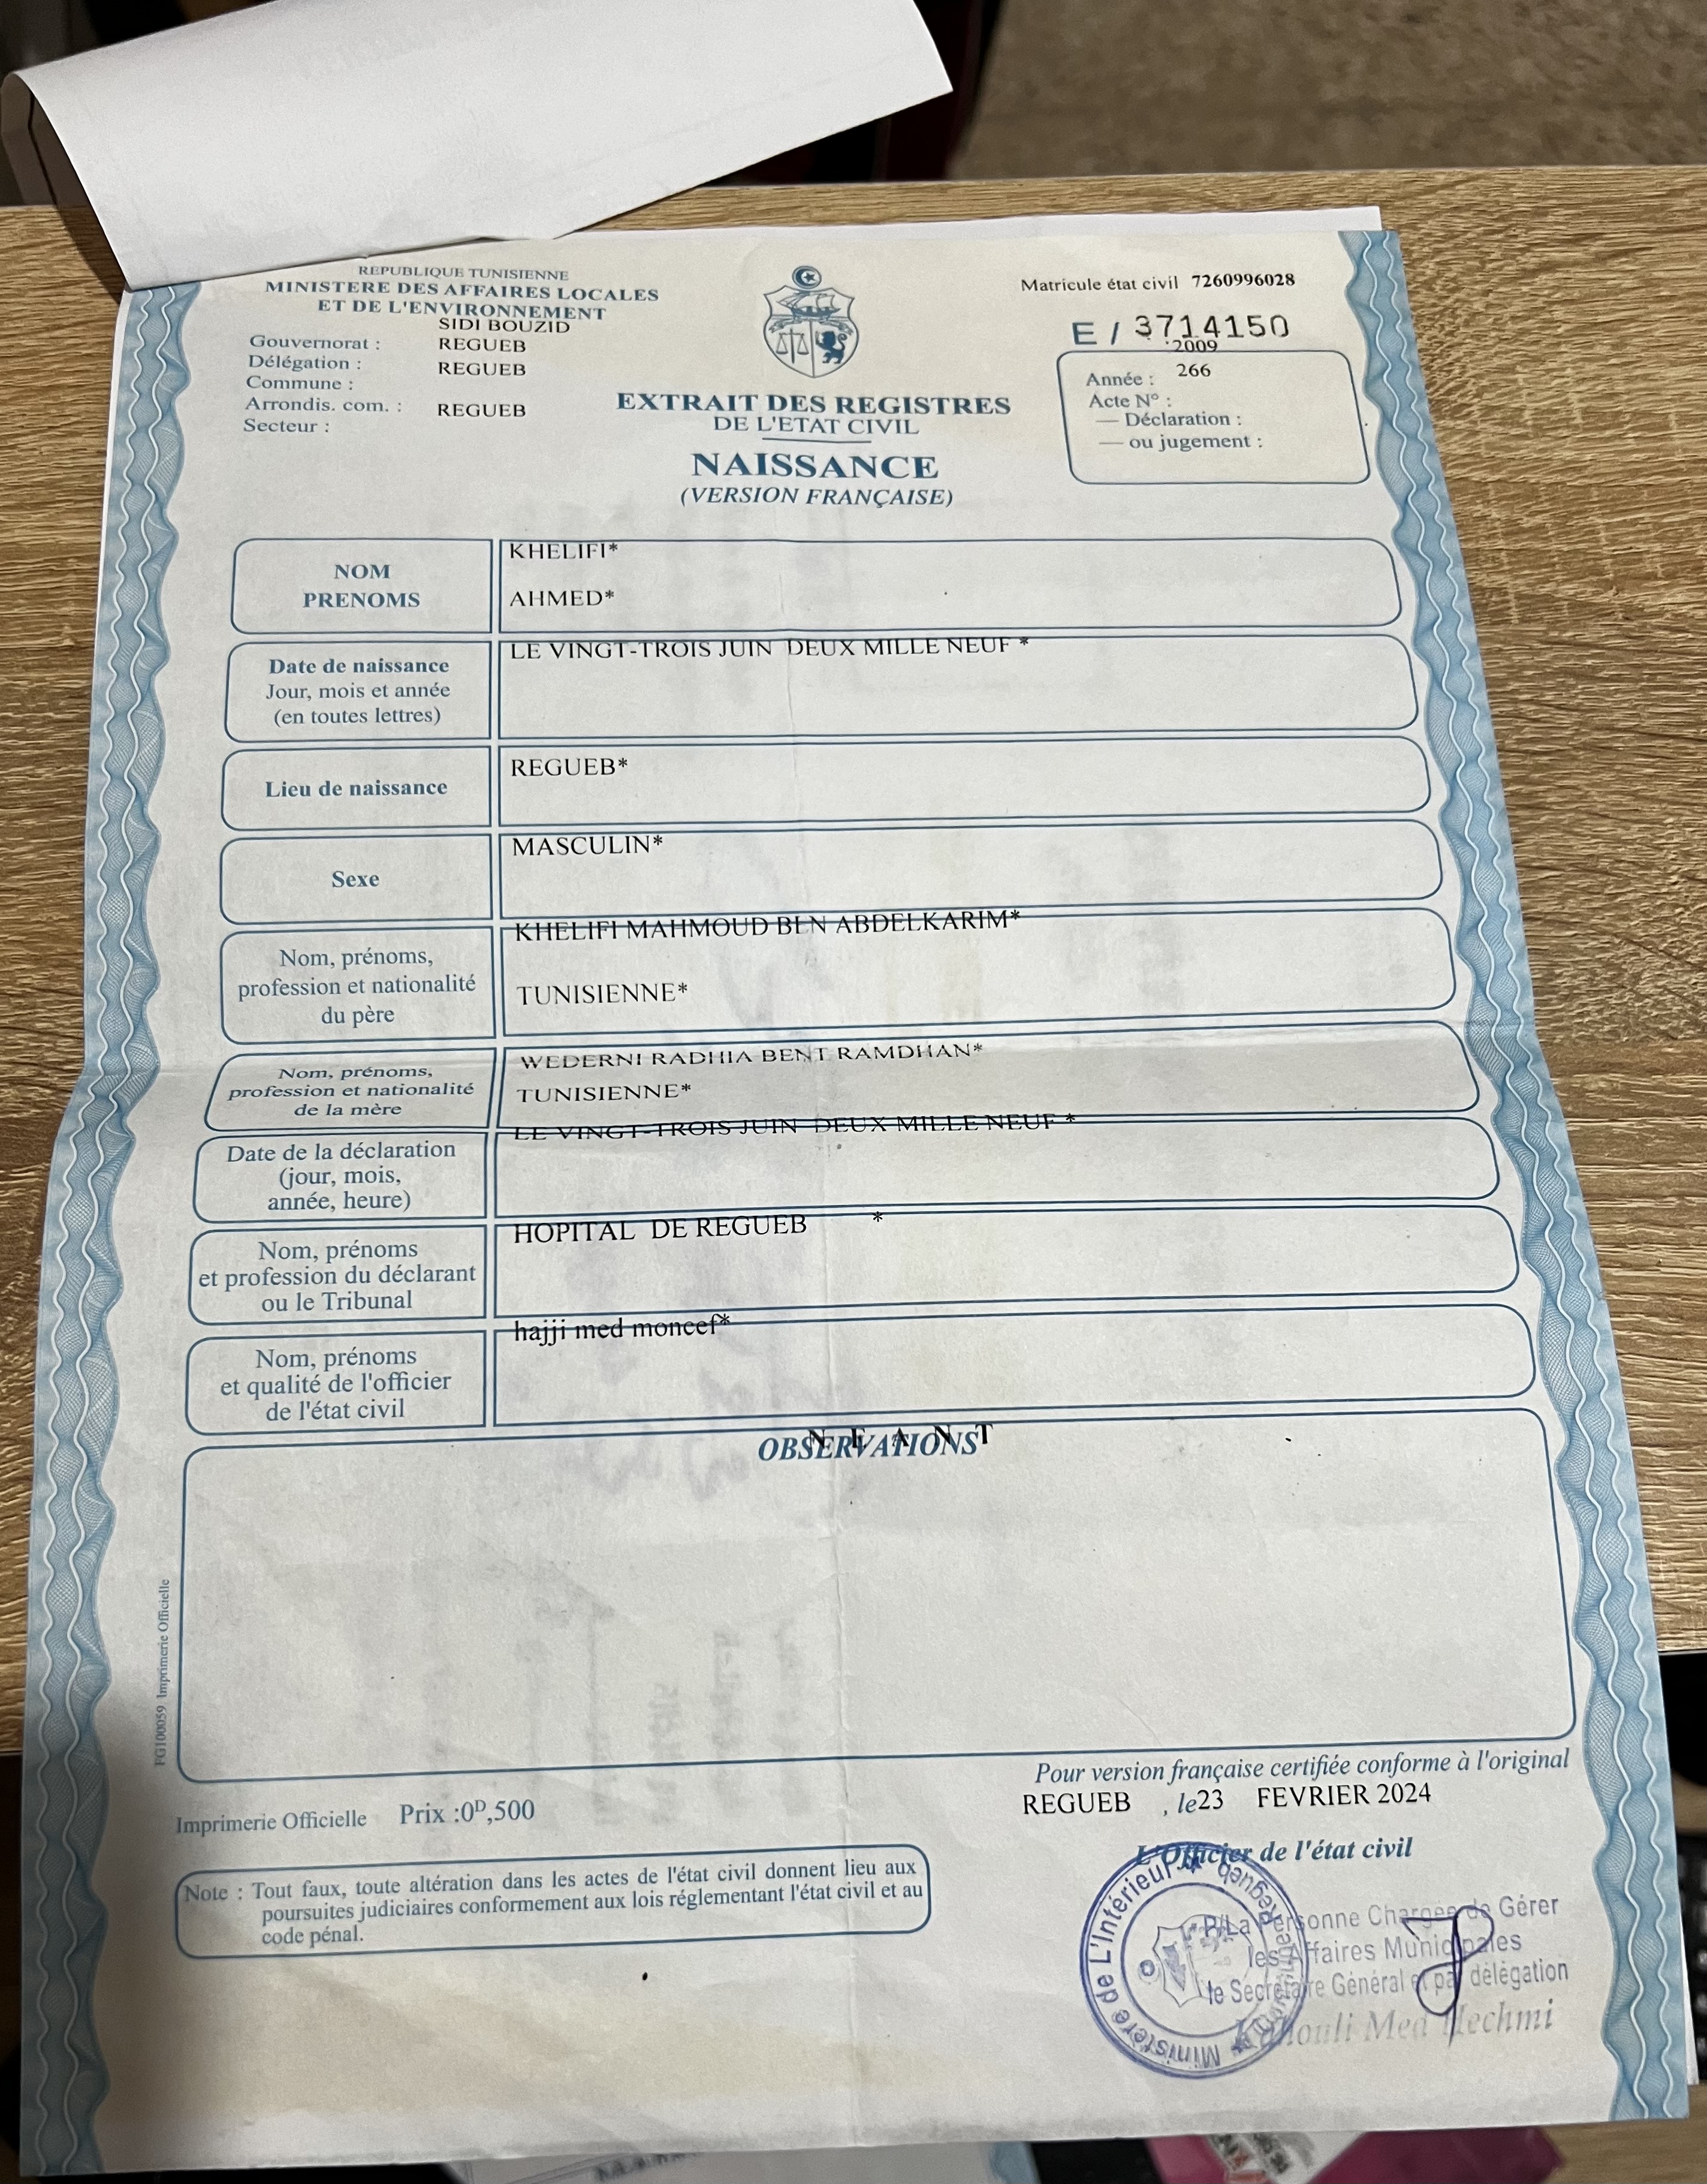 REPUBLIQUE TUNISIENNE
MINISTERE DES AFFAIRES LOCALES
ET DE L'ENVIRONNEMENT
SIDI BOUZID
Gouvernorat : REGUEB
Délégation : REGUEB
Commune :
Arrondis. com. : REGUEB
Secteur :
Matricule état civil 7260996028
E / 3714150
2009
Année : 266
Acte N° :
— Déclaration :
— ou jugement :
EXTRAIT DES REGISTRES
DE L'ETAT CIVIL
NAISSANCE
(VERSION FRANÇAISE)
NOM
PRENOMS
KHELIFI*
AHMED*
Date de naissance
Jour, mois et année
(en toutes lettres)
LE VINGT-TROIS JUIN DEUX MILLE NEUF *
Lieu de naissance
REGUEB*
Sexe
MASCULIN*
Nom, prénoms,
profession et nationalité
du père
KHELIFI MAHMOUD BEN ABDELKARIM*
TUNISIENNE*
Nom, prénoms,
profession et nationalité
de la mère
WEDERNI RADHIA BENT RAMDHAN*
TUNISIENNE*
Date de la déclaration
(jour, mois,
année, heure)
LE VINGT-TROIS JUIN DEUX MILLE NEUF *
Nom, prénoms
et profession du déclarant
ou le Tribunal
HOPITAL DE REGUEB *
Nom, prénoms
et qualité de l'officier
de l'état civil
hajji med moncef*
OBSERVATIONS
N E A N T
FG100059 Imprimerie Officielle
Pour version française certifiée conforme à l'original
REGUEB , le23 FEVRIER 2024
Imprimerie Officielle Prix :0D,500
L'Officier de l'état civil
Note : Tout faux, toute altération dans les actes de l'état civil donnent lieu aux
poursuites judiciaires conformement aux lois réglementant l'état civil et au
code pénal.
Ministère de L'Intérieur
Regueb
P/La Personne Chargée de Gérer
les Affaires Municipales
le Secrétaire Général et par délégation
Med Hechmi